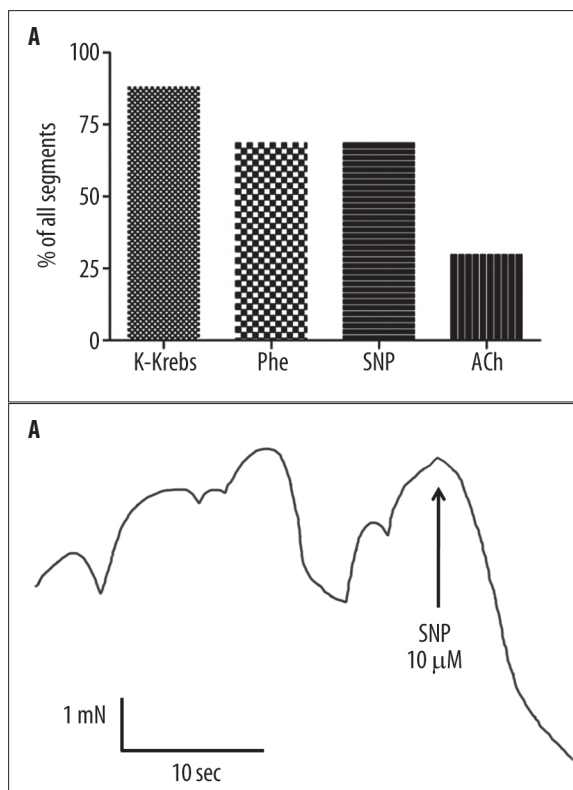 A
100
75
50
25
0
% of all segments
K-Krebs Phe SNP ACh
A
SNP
10 μM
1 mN
10 sec